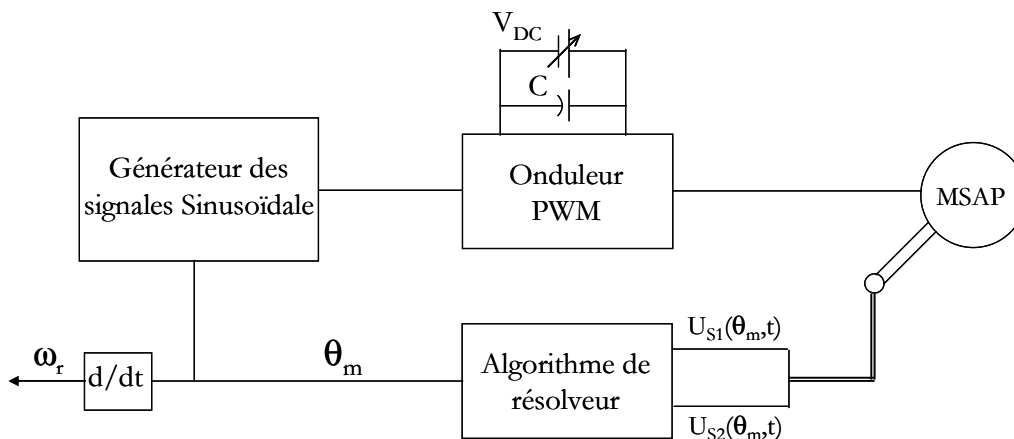 V_DC
C
Générateur des
signales Sinusoïdale
Onduleur
PWM
MSAP
U_S1(θ_m,t)
ω_r
d/dt
θ_m
Algorithme de
résolveur
U_S2(θ_m,t)